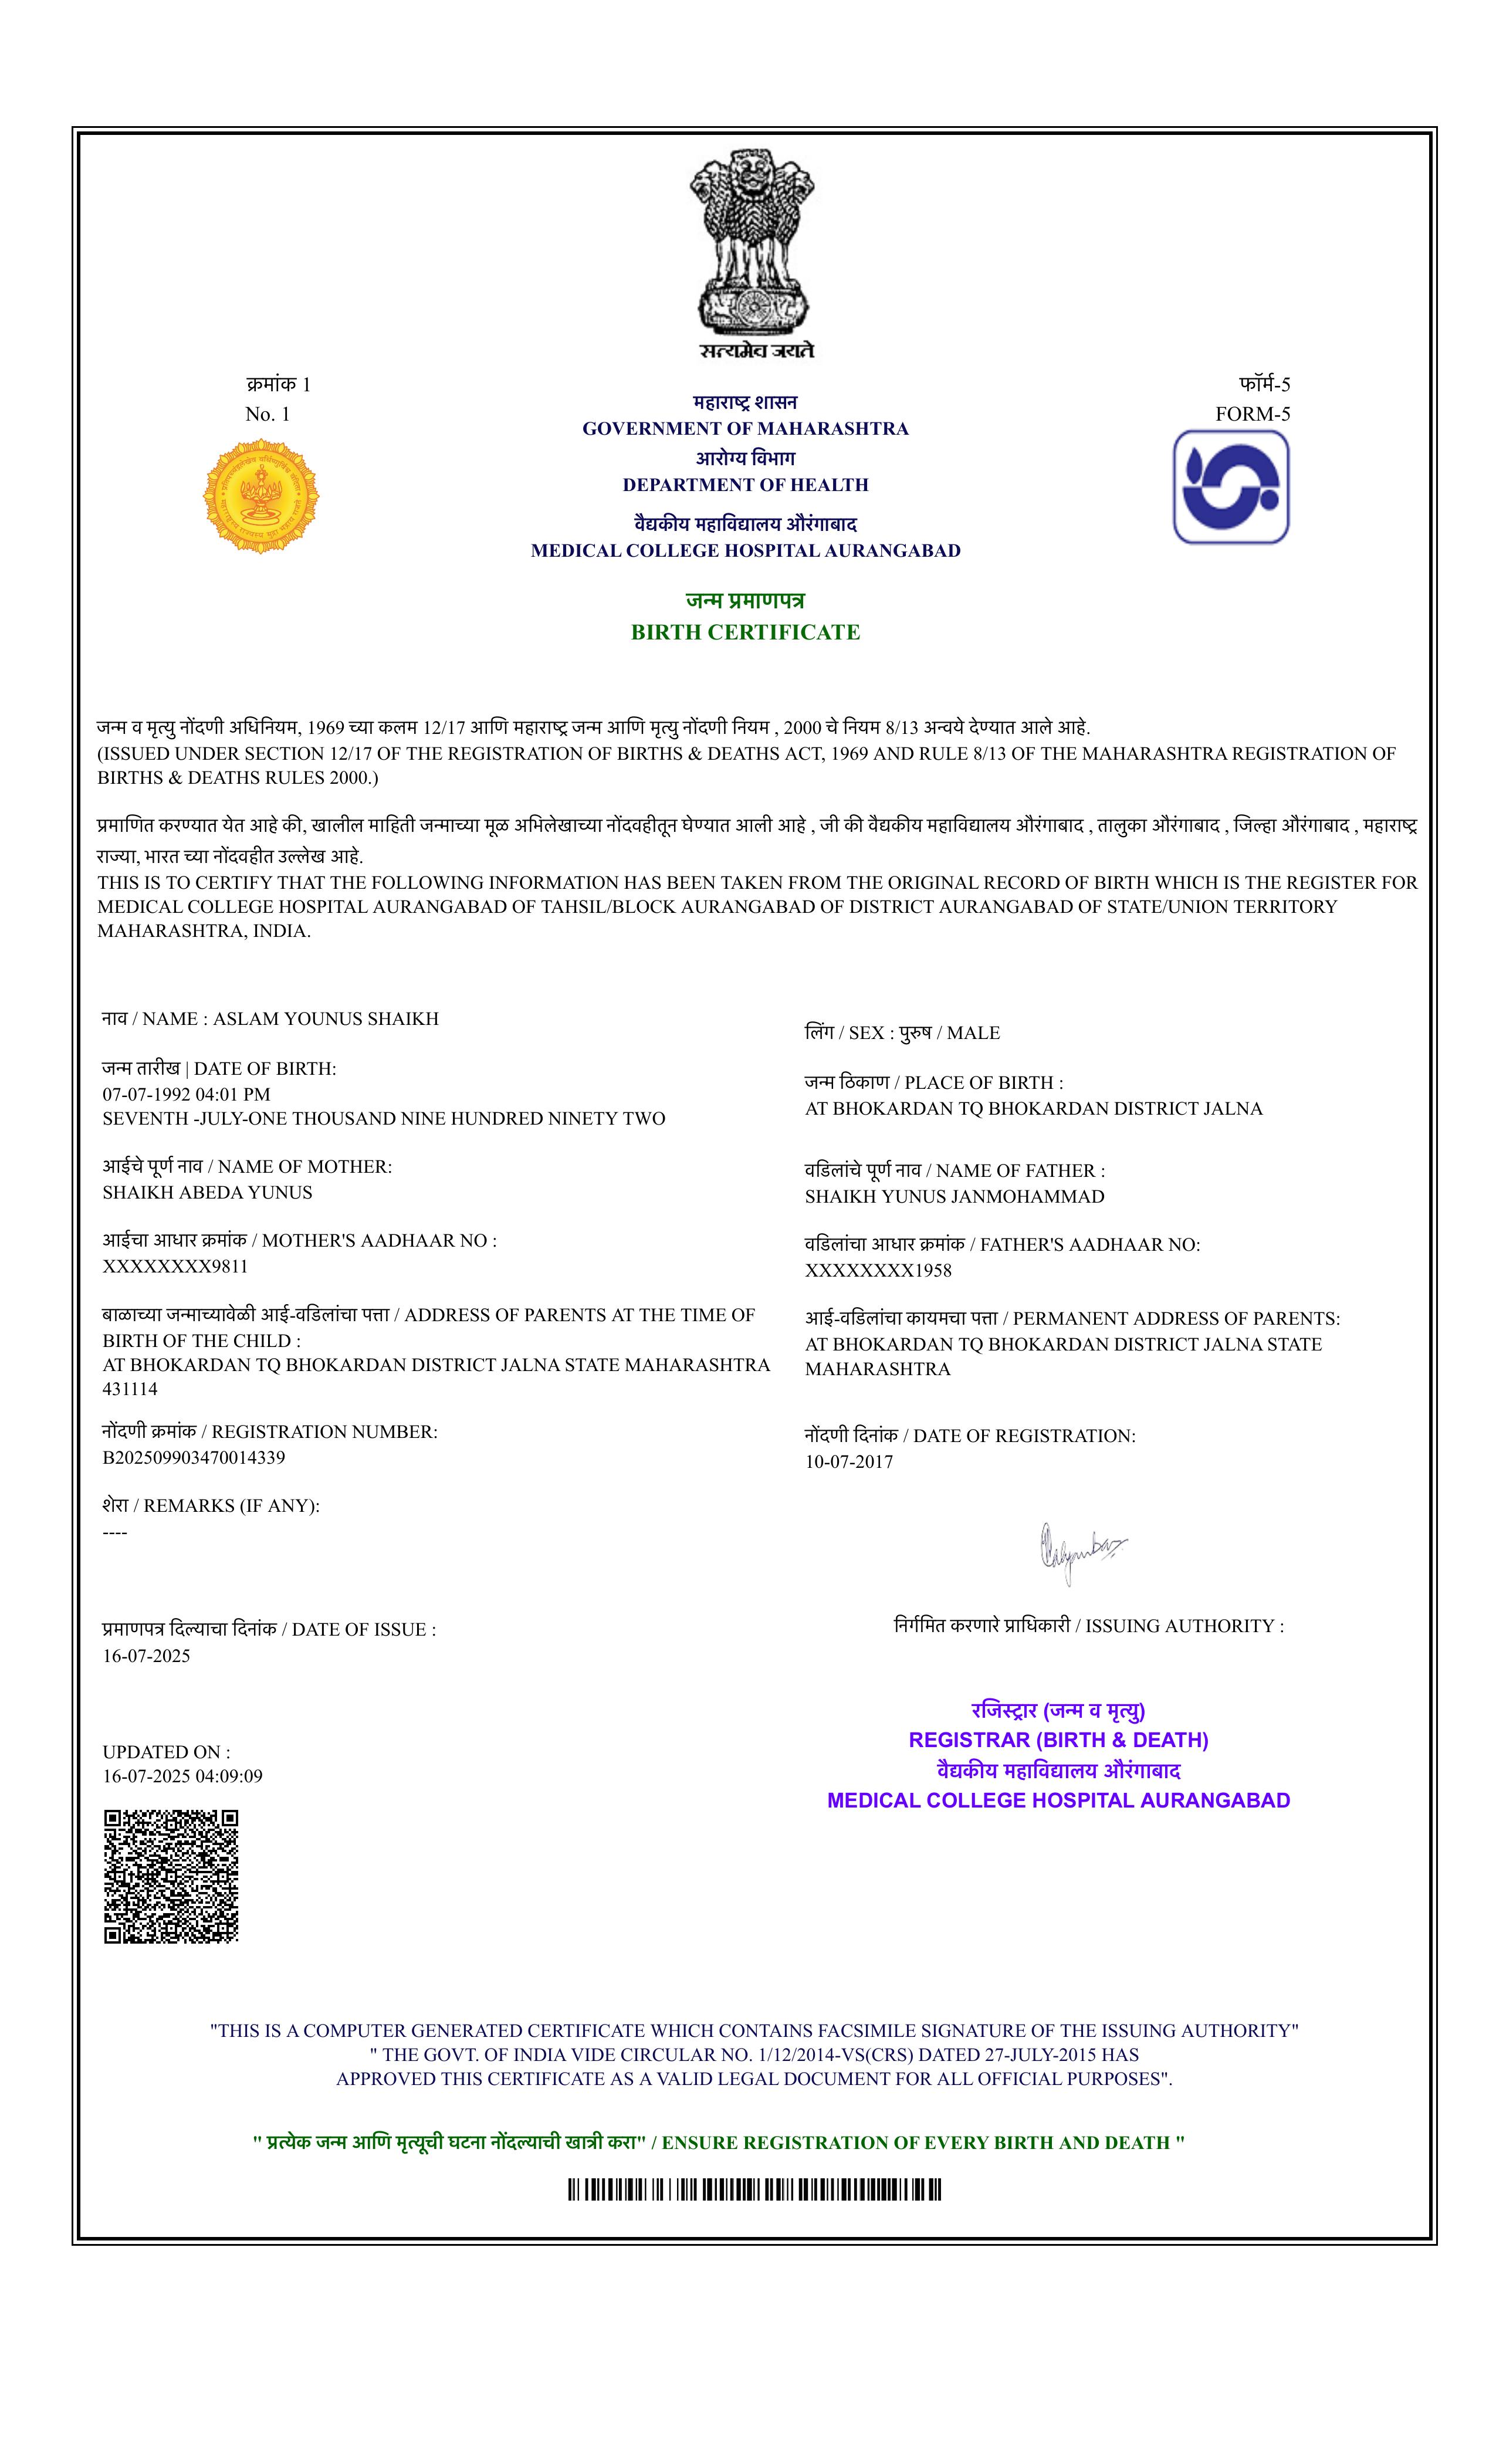 सत्यमेव जयते
क्रमांक 1
No. 1
फॉर्म-5
FORM-5
महाराष्ट्र शासन
GOVERNMENT OF MAHARASHTRA
आरोग्य विभाग
DEPARTMENT OF HEALTH
वैद्यकीय महाविद्यालय औरंगाबाद
MEDICAL COLLEGE HOSPITAL AURANGABAD
जन्म प्रमाणपत्र
BIRTH CERTIFICATE
जन्म व मृत्यु नोंदणी अधिनियम, 1969 च्या कलम 12/17 आणि महाराष्ट्र जन्म आणि मृत्यु नोंदणी नियम , 2000 चे नियम 8/13 अन्वये देण्यात आले आहे.
(ISSUED UNDER SECTION 12/17 OF THE REGISTRATION OF BIRTHS & DEATHS ACT, 1969 AND RULE 8/13 OF THE MAHARASHTRA REGISTRATION OF
BIRTHS & DEATHS RULES 2000.)
प्रमाणित करण्यात येत आहे की, खालील माहिती जन्माच्या मूळ अभिलेखाच्या नोंदवहीतून घेण्यात आली आहे , जी की वैद्यकीय महाविद्यालय औरंगाबाद , तालुका औरंगाबाद , जिल्हा औरंगाबाद , महाराष्ट्र
राज्या, भारत च्या नोंदवहीत उल्लेख आहे.
THIS IS TO CERTIFY THAT THE FOLLOWING INFORMATION HAS BEEN TAKEN FROM THE ORIGINAL RECORD OF BIRTH WHICH IS THE REGISTER FOR
MEDICAL COLLEGE HOSPITAL AURANGABAD OF TAHSIL/BLOCK AURANGABAD OF DISTRICT AURANGABAD OF STATE/UNION TERRITORY
MAHARASHTRA, INDIA.
नाव / NAME : ASLAM YOUNUS SHAIKH
लिंग / SEX : पुरुष / MALE
जन्म तारीख | DATE OF BIRTH:
07-07-1992 04:01 PM
SEVENTH -JULY-ONE THOUSAND NINE HUNDRED NINETY TWO
जन्म ठिकाण / PLACE OF BIRTH :
AT BHOKARDAN TQ BHOKARDAN DISTRICT JALNA
आईचे पूर्ण नाव / NAME OF MOTHER:
SHAIKH ABEDA YUNUS
वडिलांचे पूर्ण नाव / NAME OF FATHER :
SHAIKH YUNUS JANMOHAMMAD
आईचा आधार क्रमांक / MOTHER'S AADHAAR NO :
XXXXXXXX9811
वडिलांचा आधार क्रमांक / FATHER'S AADHAAR NO:
XXXXXXXX1958
बाळाच्या जन्माच्यावेळी आई-वडिलांचा पत्ता / ADDRESS OF PARENTS AT THE TIME OF
BIRTH OF THE CHILD :
AT BHOKARDAN TQ BHOKARDAN DISTRICT JALNA STATE MAHARASHTRA
431114
आई-वडिलांचा कायमचा पत्ता / PERMANENT ADDRESS OF PARENTS:
AT BHOKARDAN TQ BHOKARDAN DISTRICT JALNA STATE
MAHARASHTRA
नोंदणी क्रमांक / REGISTRATION NUMBER:
B202509903470014339
नोंदणी दिनांक / DATE OF REGISTRATION:
10-07-2017
शेरा / REMARKS (IF ANY):
----
प्रमाणपत्र दिल्याचा दिनांक / DATE OF ISSUE :
16-07-2025
निर्गमित करणारे प्राधिकारी / ISSUING AUTHORITY :
रजिस्ट्रार (जन्म व मृत्यु)
REGISTRAR (BIRTH & DEATH)
वैद्यकीय महाविद्यालय औरंगाबाद
MEDICAL COLLEGE HOSPITAL AURANGABAD
UPDATED ON :
16-07-2025 04:09:09
"THIS IS A COMPUTER GENERATED CERTIFICATE WHICH CONTAINS FACSIMILE SIGNATURE OF THE ISSUING AUTHORITY"
" THE GOVT. OF INDIA VIDE CIRCULAR NO. 1/12/2014-VS(CRS) DATED 27-JULY-2015 HAS
APPROVED THIS CERTIFICATE AS A VALID LEGAL DOCUMENT FOR ALL OFFICIAL PURPOSES".
" प्रत्येक जन्म आणि मृत्यूची घटना नोंदल्याची खात्री करा" / ENSURE REGISTRATION OF EVERY BIRTH AND DEATH "